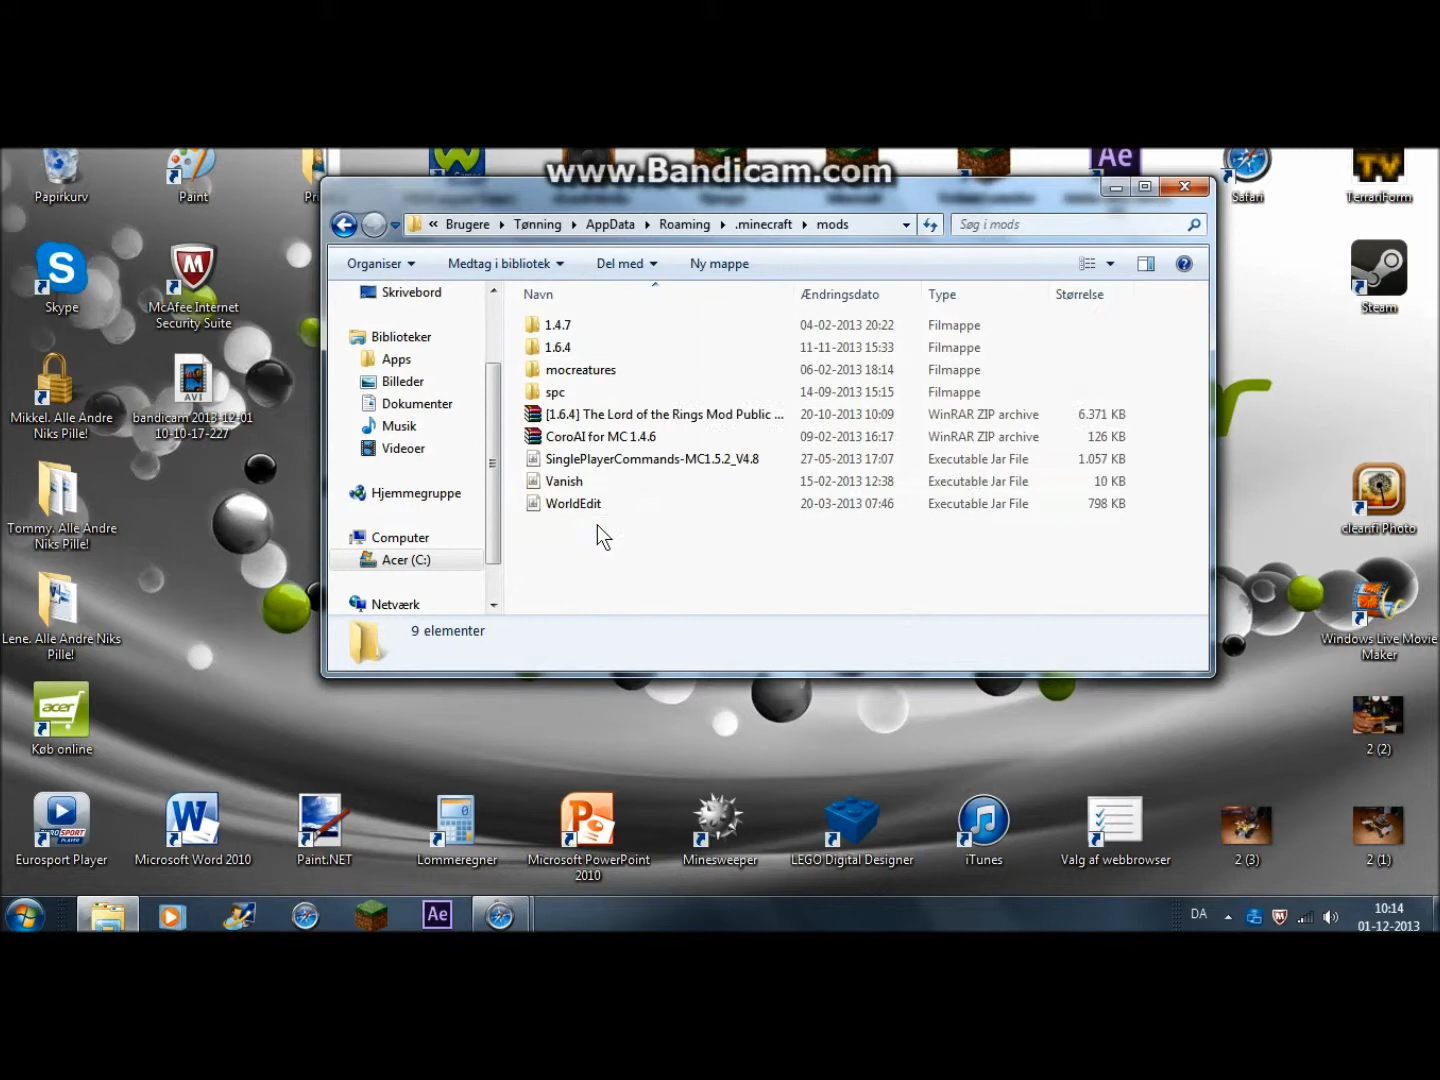 www.Bandicam.com
Papirkurv
Paint
Pri
Ae
Safari
TV
TerrariForm
« Brugere Tønning AppData Roaming .minecraft mods
Søg i mods
Organiser
Medtag i bibliotek
Del med
Ny mappe
Skrivebord
Biblioteker
Apps
Billeder
Dokumenter
Musik
Videoer
Hjemmegruppe
Computer
Acer (C:)
Netværk
Navn Ændringsdato Type Størrelse
1.4.7 04-02-2013 20:22 Filmappe
1.6.4 11-11-2013 15:33 Filmappe
mocreatures 06-02-2013 18:14 Filmappe
spc 14-09-2013 15:15 Filmappe
[1.6.4] The Lord of the Rings Mod Public ... 20-10-2013 10:09 WinRAR ZIP archive 6.371 KB
CoroAI for MC 1.4.6 09-02-2013 16:17 WinRAR ZIP archive 126 KB
SinglePlayerCommands-MC1.5.2_V4.8 27-05-2013 17:07 Executable Jar File 1.057 KB
Vanish 15-02-2013 12:38 Executable Jar File 10 KB
WorldEdit 20-03-2013 07:46 Executable Jar File 798 KB
9 elementer
Skype
McAfee Internet
Security Suite
Steam
Mikkel. Alle Andre
Niks Pille!
AVI
bandicam 2013-12-01
10-10-17-227
Tommy. Alle Andre
Niks Pille!
cleanfi Photo
Lene. Alle Andre Niks
Pille!
Windows Live Movie
Maker
acer
Køb online
2 (2)
Eurosport Player
Microsoft Word 2010
Paint.NET
Lommeregner
Microsoft PowerPoint
2010
Minesweeper
LEGO Digital Designer
iTunes
Valg af webbrowser
2 (3)
2 (1)
Ae
DA
10:14
01-12-2013